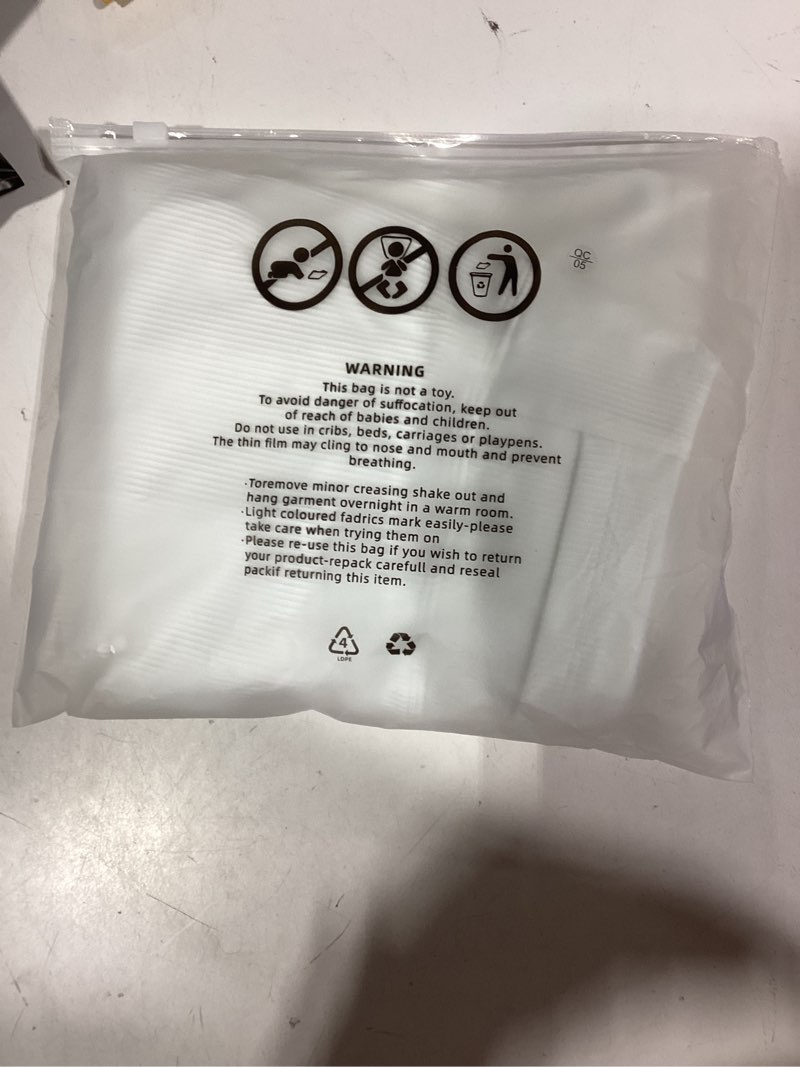 QC
05
WARNING
This bag is not a toy.
To avoid danger of suffocation, keep out
of reach of babies and children.
Do not use in cribs, beds, carriages or playpens.
The thin film may cling to nose and mouth and prevent
breathing.
·Toremove minor creasing shake out and
hang garment overnight in a warm room.
·Light coloured fadrics mark easily-please
take care when trying them on
·Please re-use this bag if you wish to return
your product-repack carefull and reseal
packif returning this item.
4
LDPE